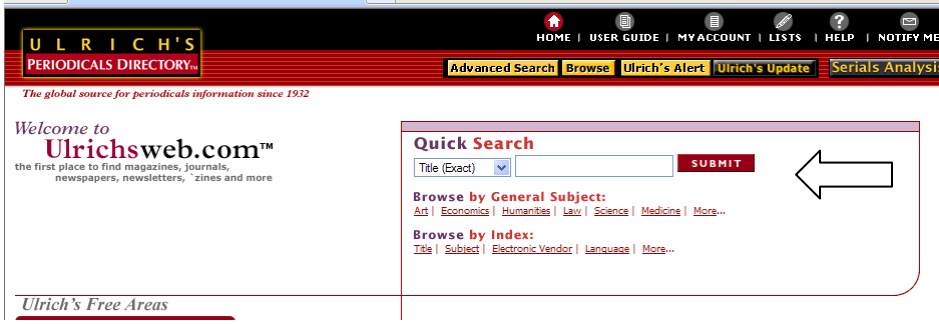 HOME | USER GUIDE | MY ACCOUNT | LISTS | HELP | NOTIFY ME
ULRICH'S
PERIODICALS DIRECTORY™
Advanced Search Browse Ulrich's Alert Ulrich's Update Serials Analysi
The global source for periodicals information since 1932
Welcome to
Ulrichsweb.com™
the first place to find magazines, journals,
newspapers, newsletters, `zines and more
Quick Search
Title (Exact) SUBMIT
Browse by General Subject:
Art | Economics | Humanities | Law | Science | Medicine | More...
Browse by Index:
Title | Subject | Electronic Vendor | Language | More...
Ulrich's Free Areas